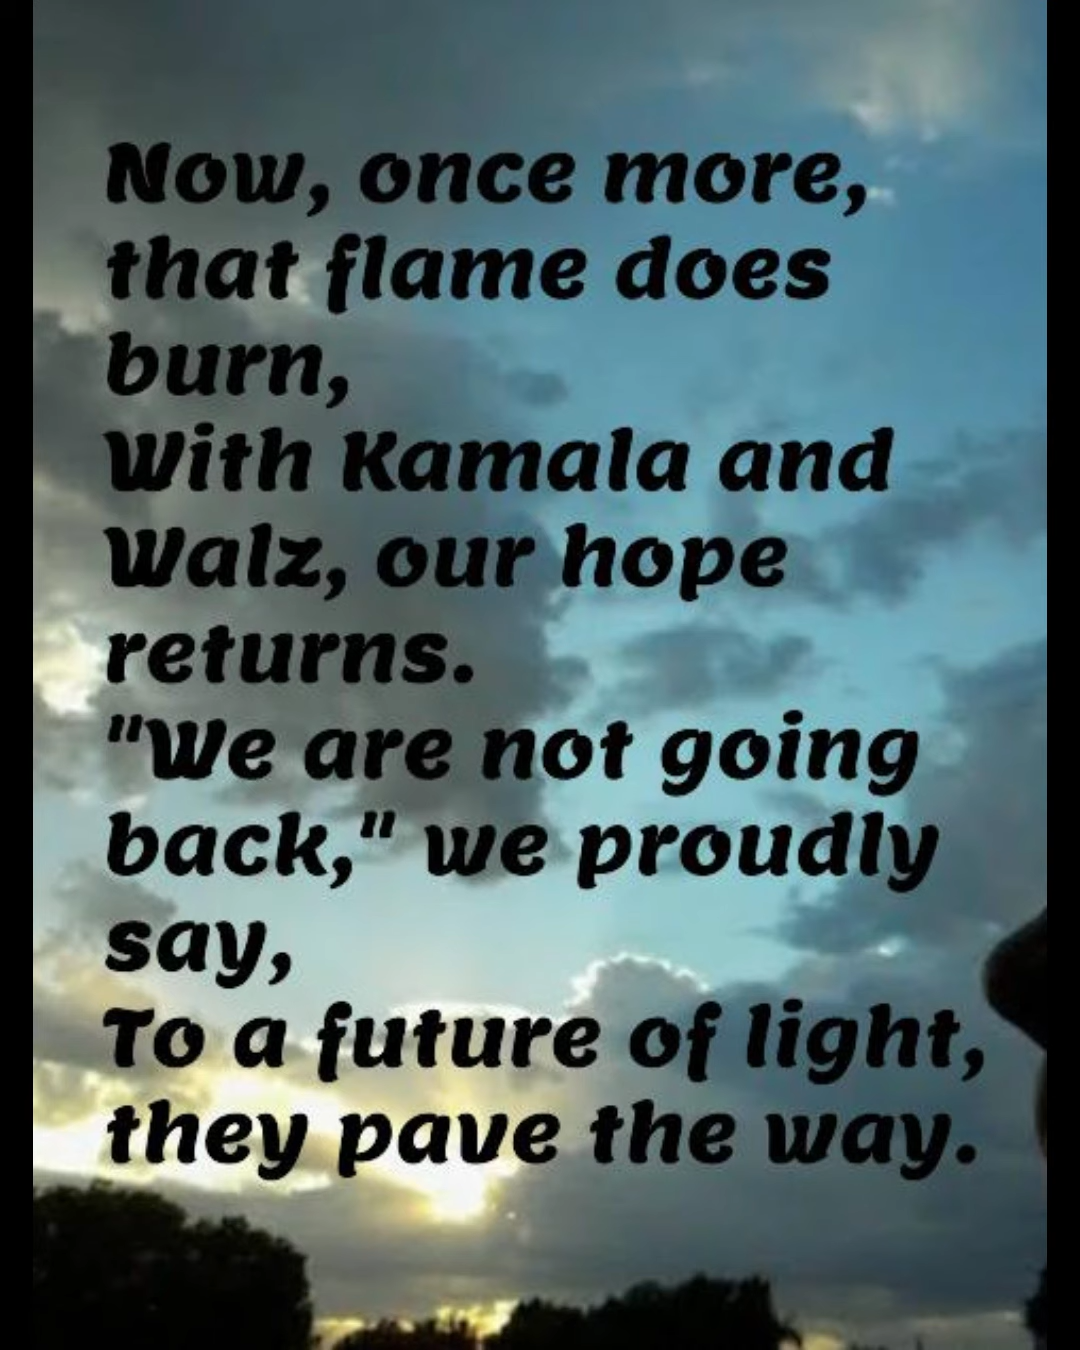 Now, once more,
that flame does
burn,
With Kamala and
Walz, our hope
returns.
"We are not going
back," we proudly
say,
To a future of light,
they pave the way.